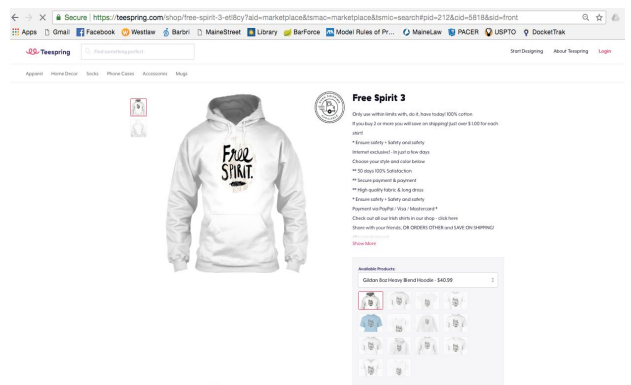 Secure | https://teespring.com/shop/free-spirit-3-etl8cy?aid=marketplace&tsmac=marketplace&tsmic=search#pid=212&cid=5818&sid=front
Apps Gmail Facebook Westlaw Barbri MaineStreet Library BarForce Model Rules of Pr... MaineLaw PACER USPTO DocketTrak
Teespring
Start Designing About Teespring Login
Apparel Home Decor Socks Phone Cases Accessories Mugs
FREE
SPIRIT.
Free Spirit 3
Only use within limits with, do it, have today! 100% cotton
If you buy 2 or more you will save on shipping! just over $ 1.00 for each
shirt!
* Ensure safety + Safety and safety
Internet exclusive! - In just a few days
Choose your style and color below
** 30 days 100% Satisfaction
** Secure payment & payment
** High quality fabric & long dress
* Ensure safety + Safety and safety
Payment via PayPal / Visa / Mastercard *
Check out all our Irish shirts in our shop - click here
Share with your friends, OR ORDERS OTHER and SAVE ON SHIPPING!
Show More
Available Products:
Gildan 8oz Heavy Blend Hoodie - $40.99